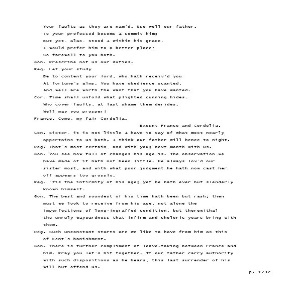 Your faults as they are nam'd. Use well our father.
To your professed bosoms I commit him;
But yet, alas, stood I within his grace,
I would prefer him to a better place!
So farewell to you both.
Gon. Prescribe not us our duties.
Reg. Let your study
Be to content your lord, who hath receiv'd you
At fortune's alms. You have obedience scanted,
And well are worth the want that you have wanted.
Cor. Time shall unfold what plighted cunning hides.
Who cover faults, at last shame them derides.
Well may you prosper!
France. Come, my fair Cordelia.
Exeunt France and Cordelia.
Gon. Sister, it is not little I have to say of what most nearly
appertains to us both. I think our father will hence to-night.
Reg. That's most certain, and with you; next month with us.
Gon. You see how full of changes his age is. The observation we
have made of it hath not been little. He always lov'd our
sister most, and with what poor judgment he hath now cast her
off appears too grossly.
Reg. 'Tis the infirmity of his age; yet he hath ever but slenderly
known himself.
Gon. The best and soundest of his time hath been but rash; then
must we look to receive from his age, not alone the
imperfections of long-ingraffed condition, but therewithal
the unruly waywardness that infirm and choleric years bring with
them.
Reg. Such unconstant starts are we like to have from him as this
of Kent's banishment.
Gon. There is further compliment of leave-taking between France and
him. Pray you let's hit together. If our father carry authority
with such dispositions as he bears, this last surrender of his
will but offend us.